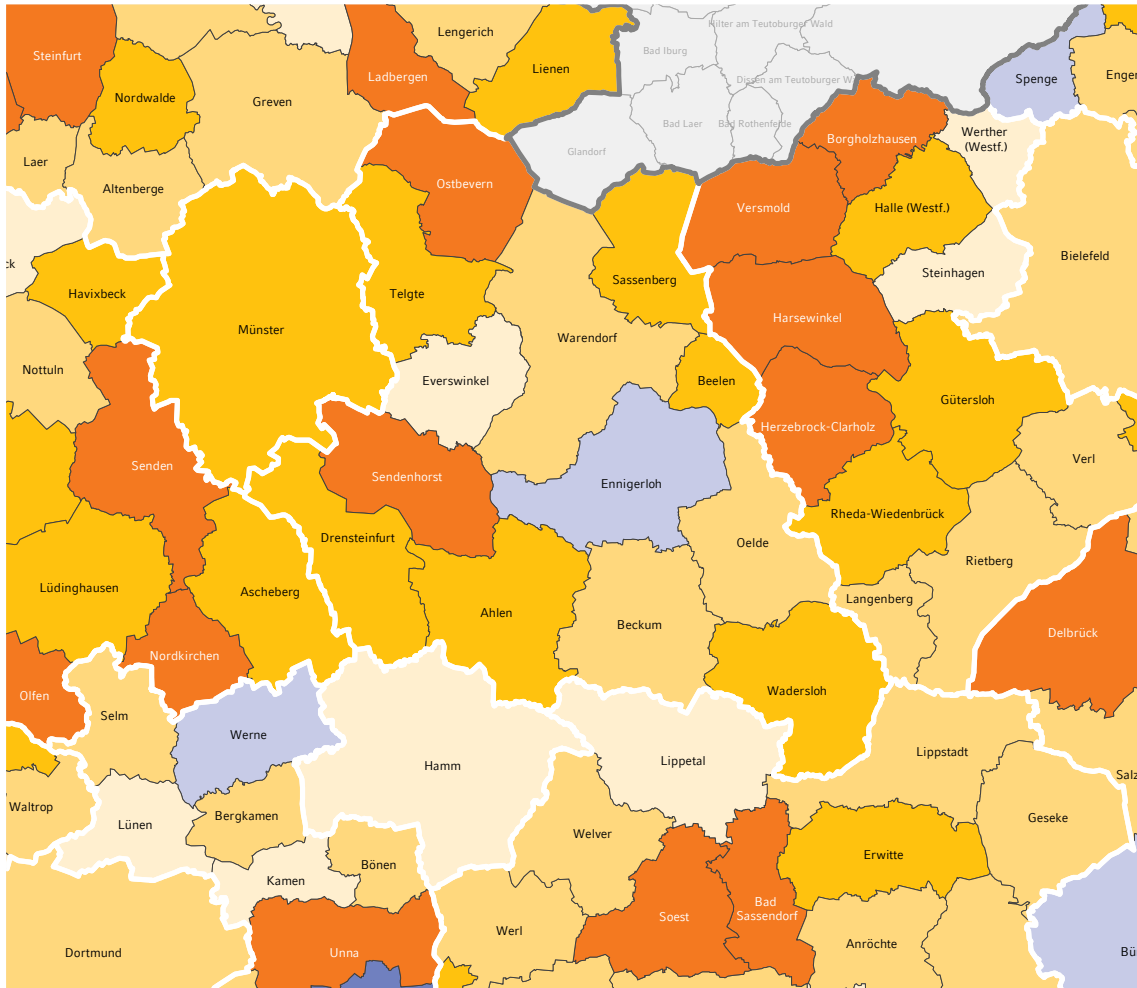 Hilter am Teutoburger Wald
Lengerich
Bad Iburg
Steinfurt
Lienen
Ladbergen
Dissen am Teutoburger W
Spenge
Enger
Nordwalde
Greven
Bad Laer
Bad Rothenfelde
Borgholzhausen
Werther
(Westf.)
Glandorf
Laer
Altenberge
Ostbevern
Versmold
Halle (Westf.)
Bielefeld
ck
Steinhagen
Havixbeck
Telgte
Sassenberg
Münster
Harsewinkel
Warendorf
Nottuln
Everswinkel
Beelen
Gütersloh
Herzebrock-Clarholz
Senden
Sendenhorst
Verl
Ennigerloh
Rheda-Wiedenbrück
Drensteinfurt
Oelde
Rietberg
Lüdinghausen
Ascheberg
Langenberg
Ahlen
Beckum
Delbrück
Nordkirchen
Olfen
Wadersloh
Selm
Werne
Lippstadt
Hamm
Lippetal
Salz
Waltrop
Bergkamen
Lünen
Geseke
Welver
Erwitte
Bönen
Kamen
Bad
Sassendorf
Soest
Werl
Anröchte
Dortmund
Unna
Bü